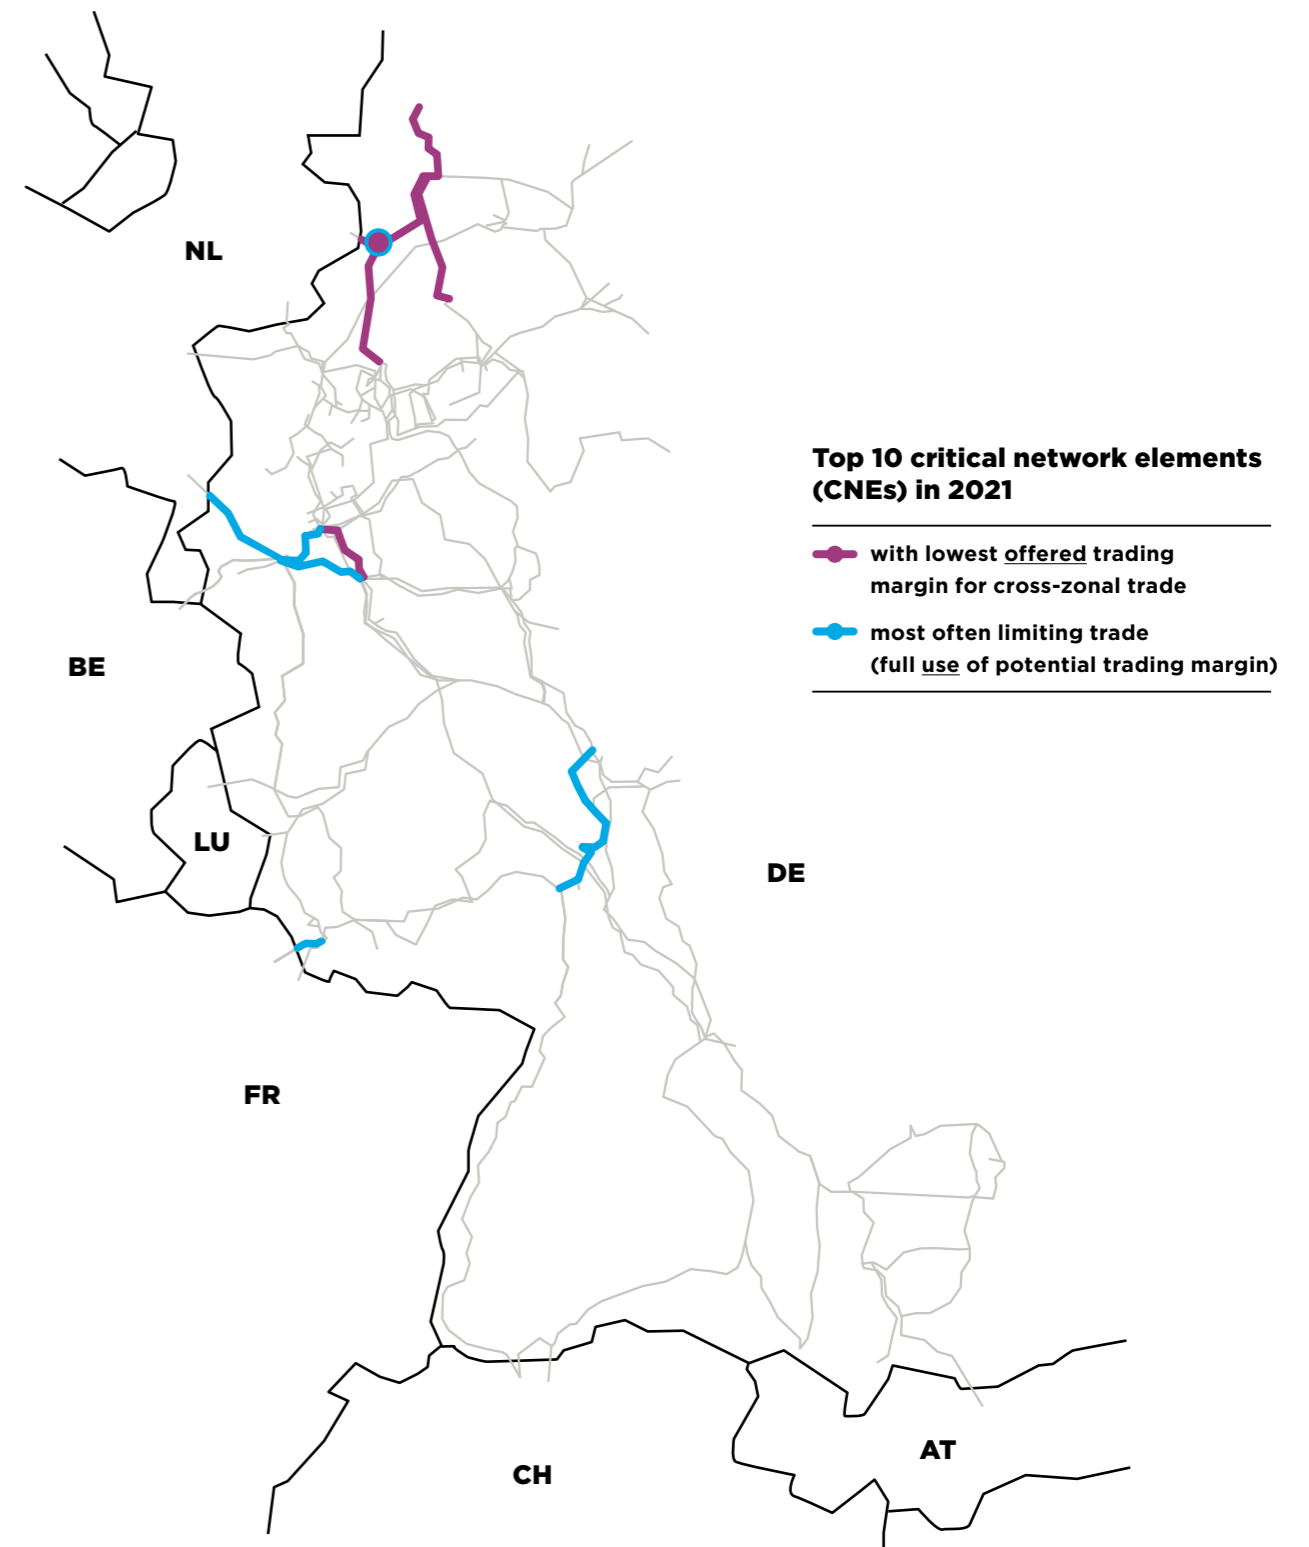 NL
Top 10 critical network elements
(CNEs) in 2021
with lowest offered trading
margin for cross-zonal trade
most often limiting trade
(full use of potential trading margin)
BE
LU
DE
FR
AT
CH